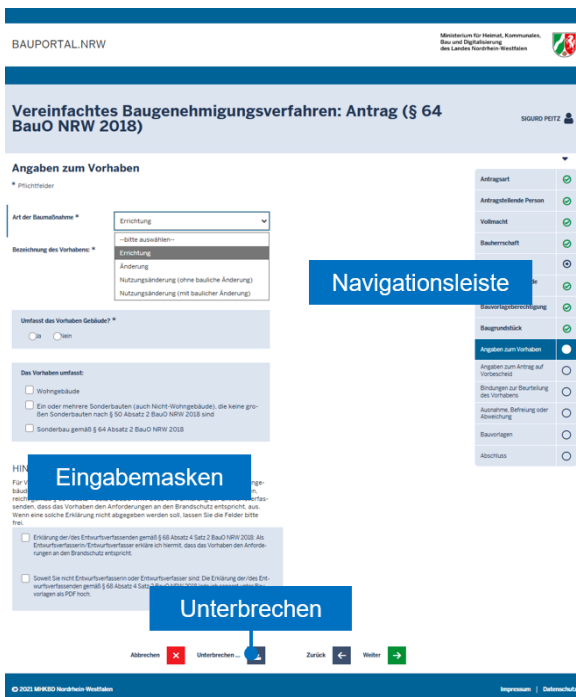 BAUPORTAL.NRW
Ministerium für Heimat, Kommunales,
Bau und Digitalisierung
des Landes Nordrhein-Westfalen
Vereinfachtes Baugenehmigungsverfahren: Antrag (§ 64
BauO NRW 2018)
SIGURD PEITZ
Angaben zum Vorhaben
* Pflichtfelder
Art der Baumaßnahme *
Errichtung
--bitte auswählen--
Errichtung
Änderung
Nutzungsänderung (ohne bauliche Änderung)
Nutzungsänderung (mit baulicher Änderung)
Bezeichnung des Vorhabens: *
Umfasst das Vorhaben Gebäude? *
Ja Nein
Das Vorhaben umfasst:
Wohngebäude
Ein oder mehrere Sonderbauten (auch Nicht-Wohngebäude), die keine gro-
ßen Sonderbauten nach § 50 Absatz 2 BauO NRW 2018 sind
Sonderbau gemäß § 64 Absatz 2 BauO NRW 2018
HIN
Für V
nge-
bäud
reich
senden, dass das Vorhaben den Anforderungen an den Brandschutz entspricht, aus.
Wenn eine solche Erklärung nicht abgegeben werden soll, lassen Sie die Felder bitte
frei.
Eingabemasken
Erklärung der/des Entwurfsverfassenden gemäß § 68 Absatz 4 Satz 2 BauO NRW 2018: Als
Entwurfsverfasserin/Entwurfsverfasser erkläre ich hiermit, dass das Vorhaben den Anforde-
rungen an den Brandschutz entspricht.
Soweit Sie nicht Entwurfsverfasserin oder Entwurfsverfasser sind: Die Erklärung der/des Ent-
wurfsverfassenden gemäß § 68 Absatz 4 Satz 2 BauO NRW 2018
vorlagen als PDF hoch.
Unterbrechen
Abbrechen Unterbrechen... Zurück Weiter
Navigationsleiste
Antragsart
Antragstellende Person
Vollmacht
Bauherrschaft
Bauvorlageberechtigung
Baugrundstück
Angaben zum Vorhaben
Angaben zum Antrag auf
Vorbescheid
Bindungen zur Beurteilung
des Vorhabens
Ausnahme, Befreiung oder
Abweichung
Bauvorlagen
Abschluss
© 2021 MHKBD Nordrhein-Westfalen
Impressum | Datenschutz